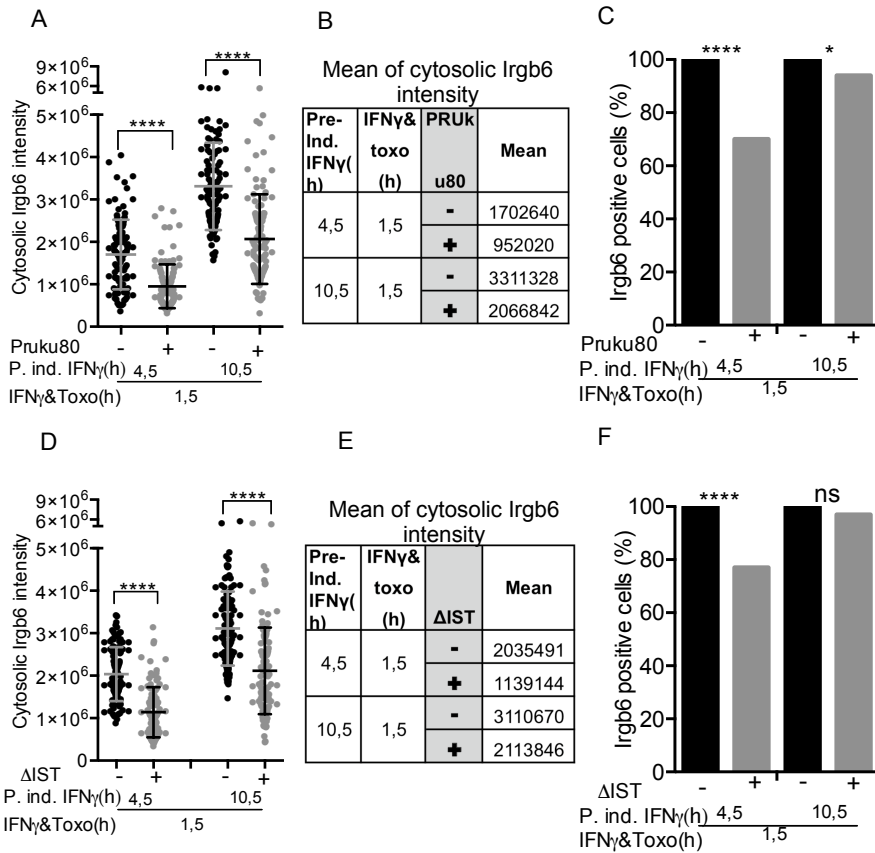 A
B
C
Mean of cytosolic Irgb6
intensity
Cytosolic Irgb6 intensity
9×10⁶
6×10⁶
5×10⁶
4×10⁶
3×10⁶
2×10⁶
1×10⁶
0
****
****
Pruku80 - + - +
P. ind. IFNγ(h) 4,5 10,5
IFNγ&Toxo(h) 1,5
Pre-Ind. IFNγ(h) IFNγ& toxo (h) PRUk u80 Mean
4,5 1,5 - 1702640
+ 952020
10,5 1,5 - 3311328
+ 2066842
Irgb6 positive cells (%)
100
80
60
40
20
0
**** *
Pruku80 - + - +
P. ind. IFNγ(h) 4,5 10,5
IFNγ&Toxo(h) 1,5
D
E
F
Cytosolic Irgb6 intensity
9×10⁶
6×10⁶
5×10⁶
4×10⁶
3×10⁶
2×10⁶
1×10⁶
0
****
****
ΔIST - + - +
P. ind. IFNγ(h) 4,5 10,5
IFNγ&Toxo(h) 1,5
Mean of cytosolic Irgb6
intensity
Pre-Ind. IFNγ(h) IFNγ& toxo (h) ΔIST Mean
4,5 1,5 - 2035491
+ 1139144
10,5 1,5 - 3110670
+ 2113846
Irgb6 positive cells (%)
100
80
60
40
20
0
**** ns
ΔIST - + - +
P. ind. IFNγ(h) 4,5 10,5
IFNγ&Toxo(h) 1,5